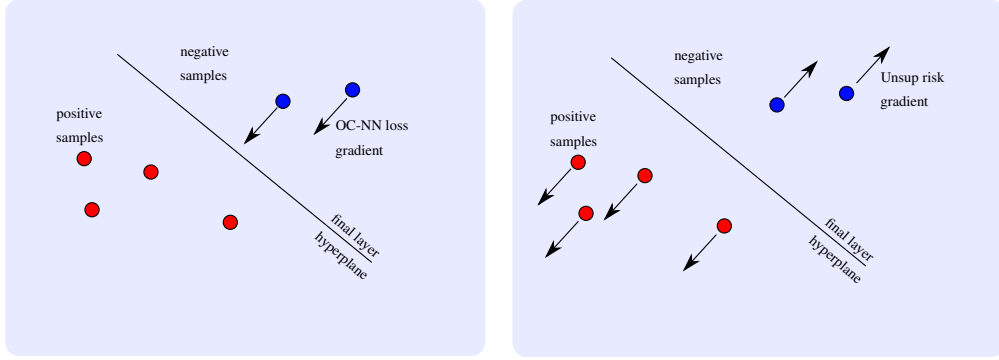 negative
samples
positive
samples
OC-NN loss
gradient
final layer
hyperplane
negative
samples
Unsup risk
gradient
positive
samples
final layer
hyperplane